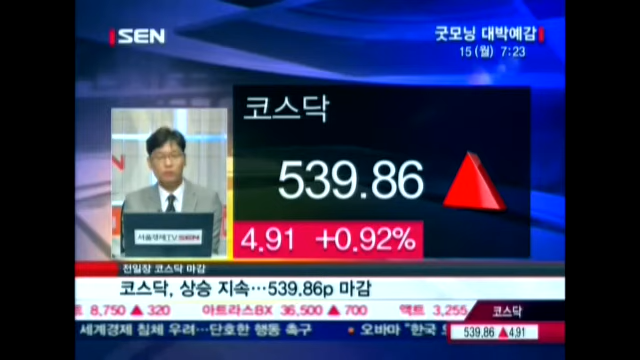 SEN
굿모닝 대박예감
15 (월) 7:23
코스닥
539.86
4.91 +0.92%
SEN
서울경제TV SEN
전일장 코스닥 마감
코스닥, 상승 지속…539.86p 마감
트 8,750 ▲ 320 아트라스BX 36,500 ▲ 700 액트 3,255
코스닥
세계경제 침체 우려…단호한 행동 촉구 오바마 "한국
539.86 ▲4.91